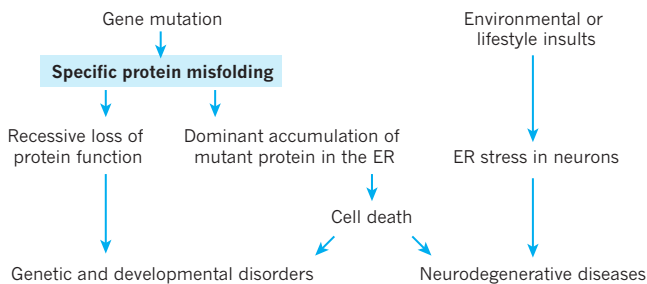 Gene mutation
Environmental or
lifestyle insults
Specific protein misfolding
Recessive loss of
protein function
Dominant accumulation of
mutant protein in the ER
ER stress in neurons
Cell death
Genetic and developmental disorders
Neurodegenerative diseases